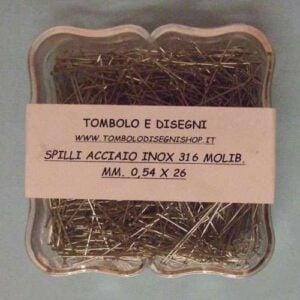 TOMBOLO E DISEGNI
WWW.TOMBOLODISEGNISHOP.IT
SPILLI ACCIAIO INOX 316 MOLIB.
MM. 0,54 X 26